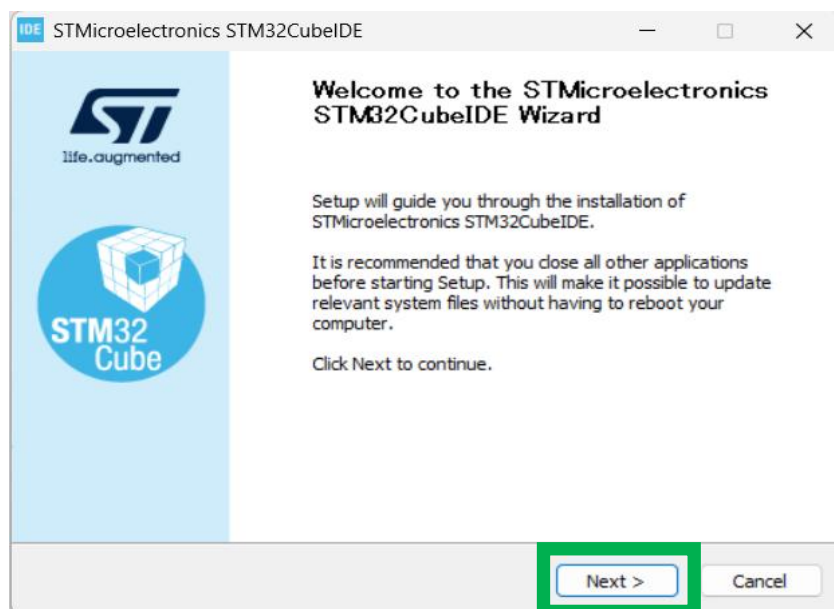 IDE STMicroelectronics STM32CubeIDE
ST
life.augmented
STM32
Cube
Welcome to the STMicroelectronics
STM32CubeIDE Wizard
Setup will guide you through the installation of
STMicroelectronics STM32CubeIDE.
It is recommended that you close all other applications
before starting Setup. This will make it possible to update
relevant system files without having to reboot your
computer.
Click Next to continue.
Next >
Cancel